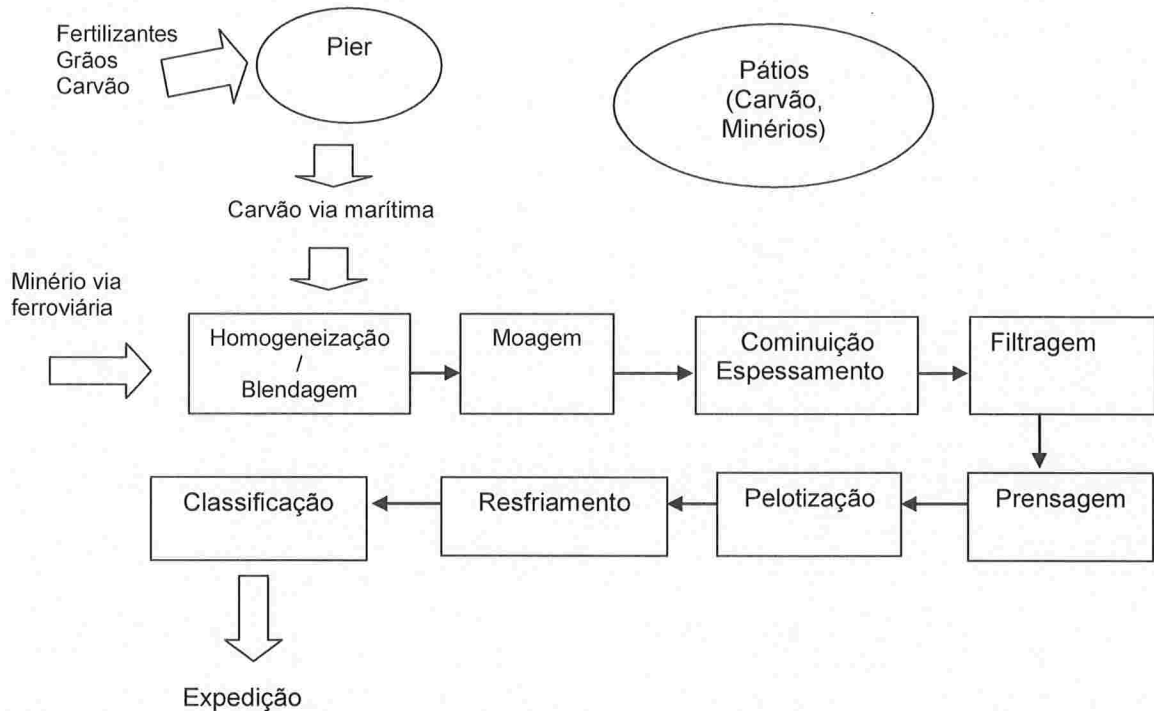 Fertilizantes
Grãos
Carvão
Pier
Pátios
(Carvão,
Minérios)
Carvão via marítima
Minério via
ferroviária
Homogeneização
/
Blendagem
Moagem
Cominuição
Espessamento
Filtragem
Classificação
Resfriamento
Pelotização
Prensagem
Expedição